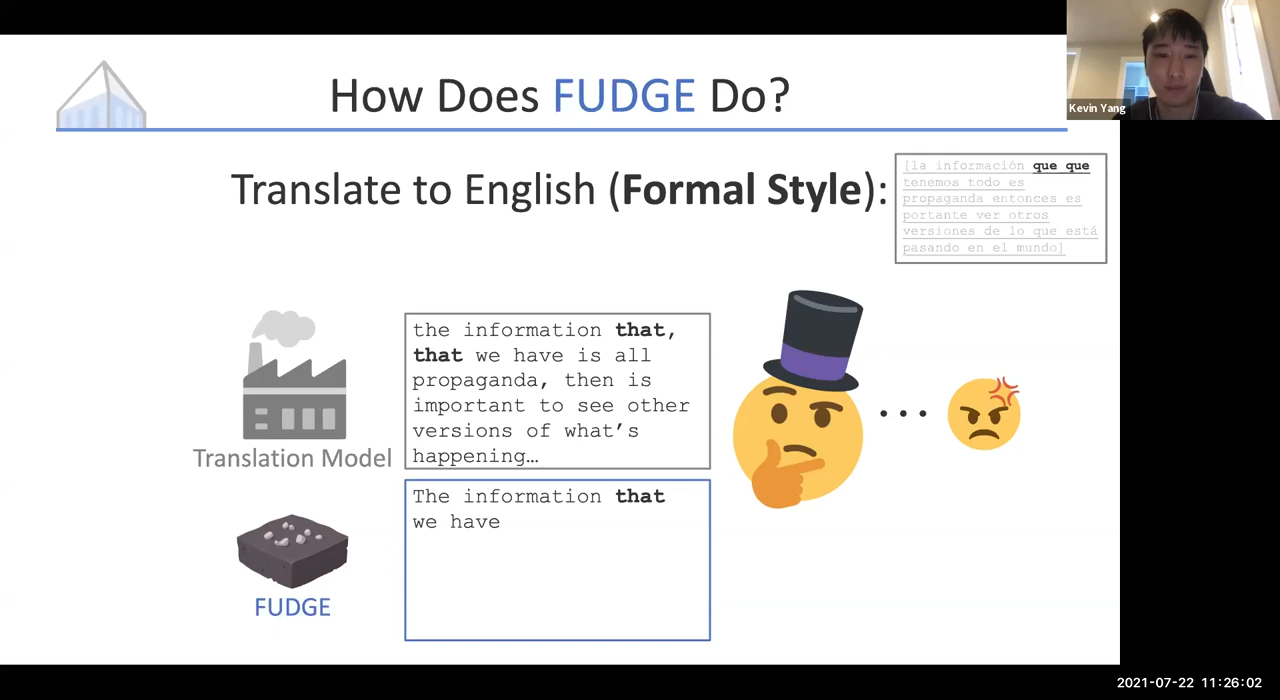 How Does FUDGE Do?
Kevin Yang
Translate to English (Formal Style):
[la información que que
tenemos todo es
propaganda entonces es
portante ver otros
versiones de lo que está
pasando en el mundo]
the information that,
that we have is all
propaganda, then is
important to see other
versions of what's
happening…
Translation Model
The information that
we have
FUDGE
2021-07-22 11:26:02